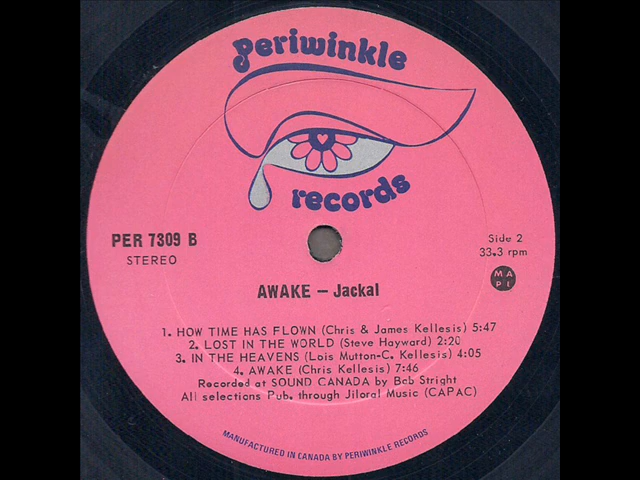 periwinkle
records
PER 7309 B
STEREO
Side 2
33.3 rpm
MA
PL
AWAKE – Jackal
1. HOW TIME HAS FLOWN (Chris & James Kellesis) 5:47
2. LOST IN THE WORLD (Steve Hayward) 2:20
3. IN THE HEAVENS (Lois Mutton-C. Kellesis) 4:05
4. AWAKE (Chris Kellesis) 7:46
Recorded at SOUND CANADA by Bob Stright
All selections Pub. through Jiloral Music (CAPAC)
MANUFACTURED IN CANADA BY PERIWINKLE RECORDS